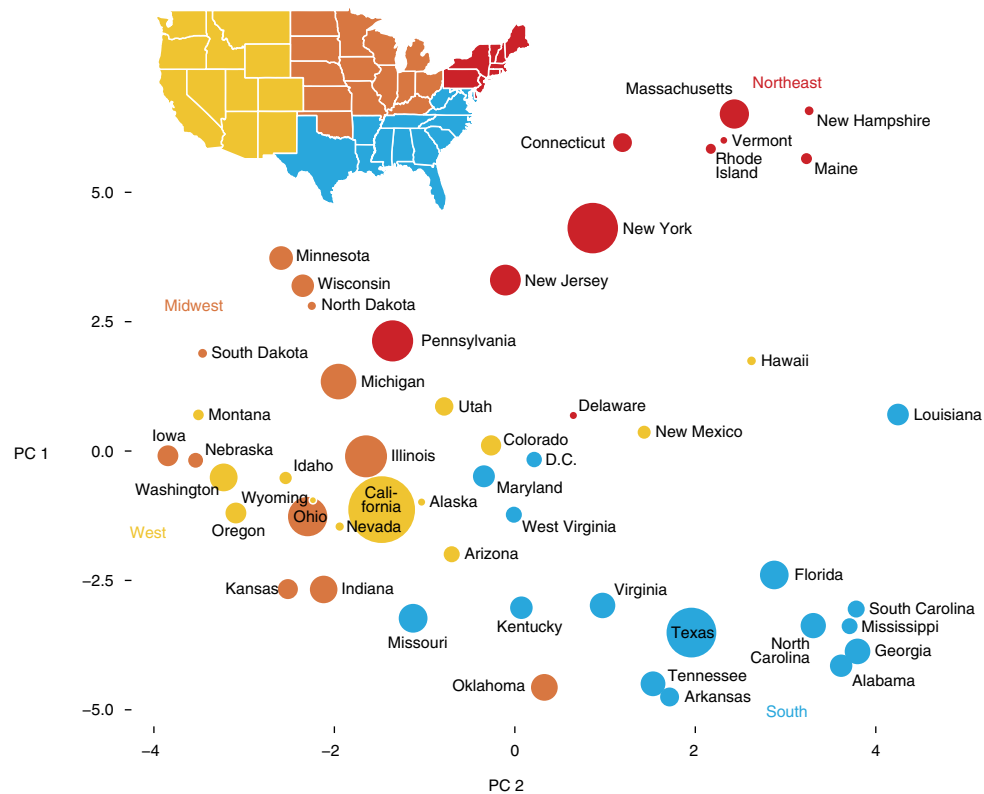 Massachusetts
Northeast
New Hampshire
Connecticut
Vermont
Rhode
Island
Maine
5.0
New York
Minnesota
New Jersey
Wisconsin
Midwest
North Dakota
2.5
Pennsylvania
South Dakota
Hawaii
Michigan
Utah
Delaware
Montana
Louisiana
New Mexico
Iowa
Colorado
PC 1
0.0
Nebraska
Illinois
D.C.
Idaho
Washington
Maryland
Wyoming
Cali-
fornia
Alaska
Ohio
Oregon
Nevada
West Virginia
West
Arizona
−2.5
Kansas
Indiana
Virginia
Florida
South Carolina
Missouri
Kentucky
Texas
Mississippi
North
Carolina
Georgia
Tennessee
Alabama
Oklahoma
Arkansas
−5.0
South
−4
−2
0
2
4
PC 2